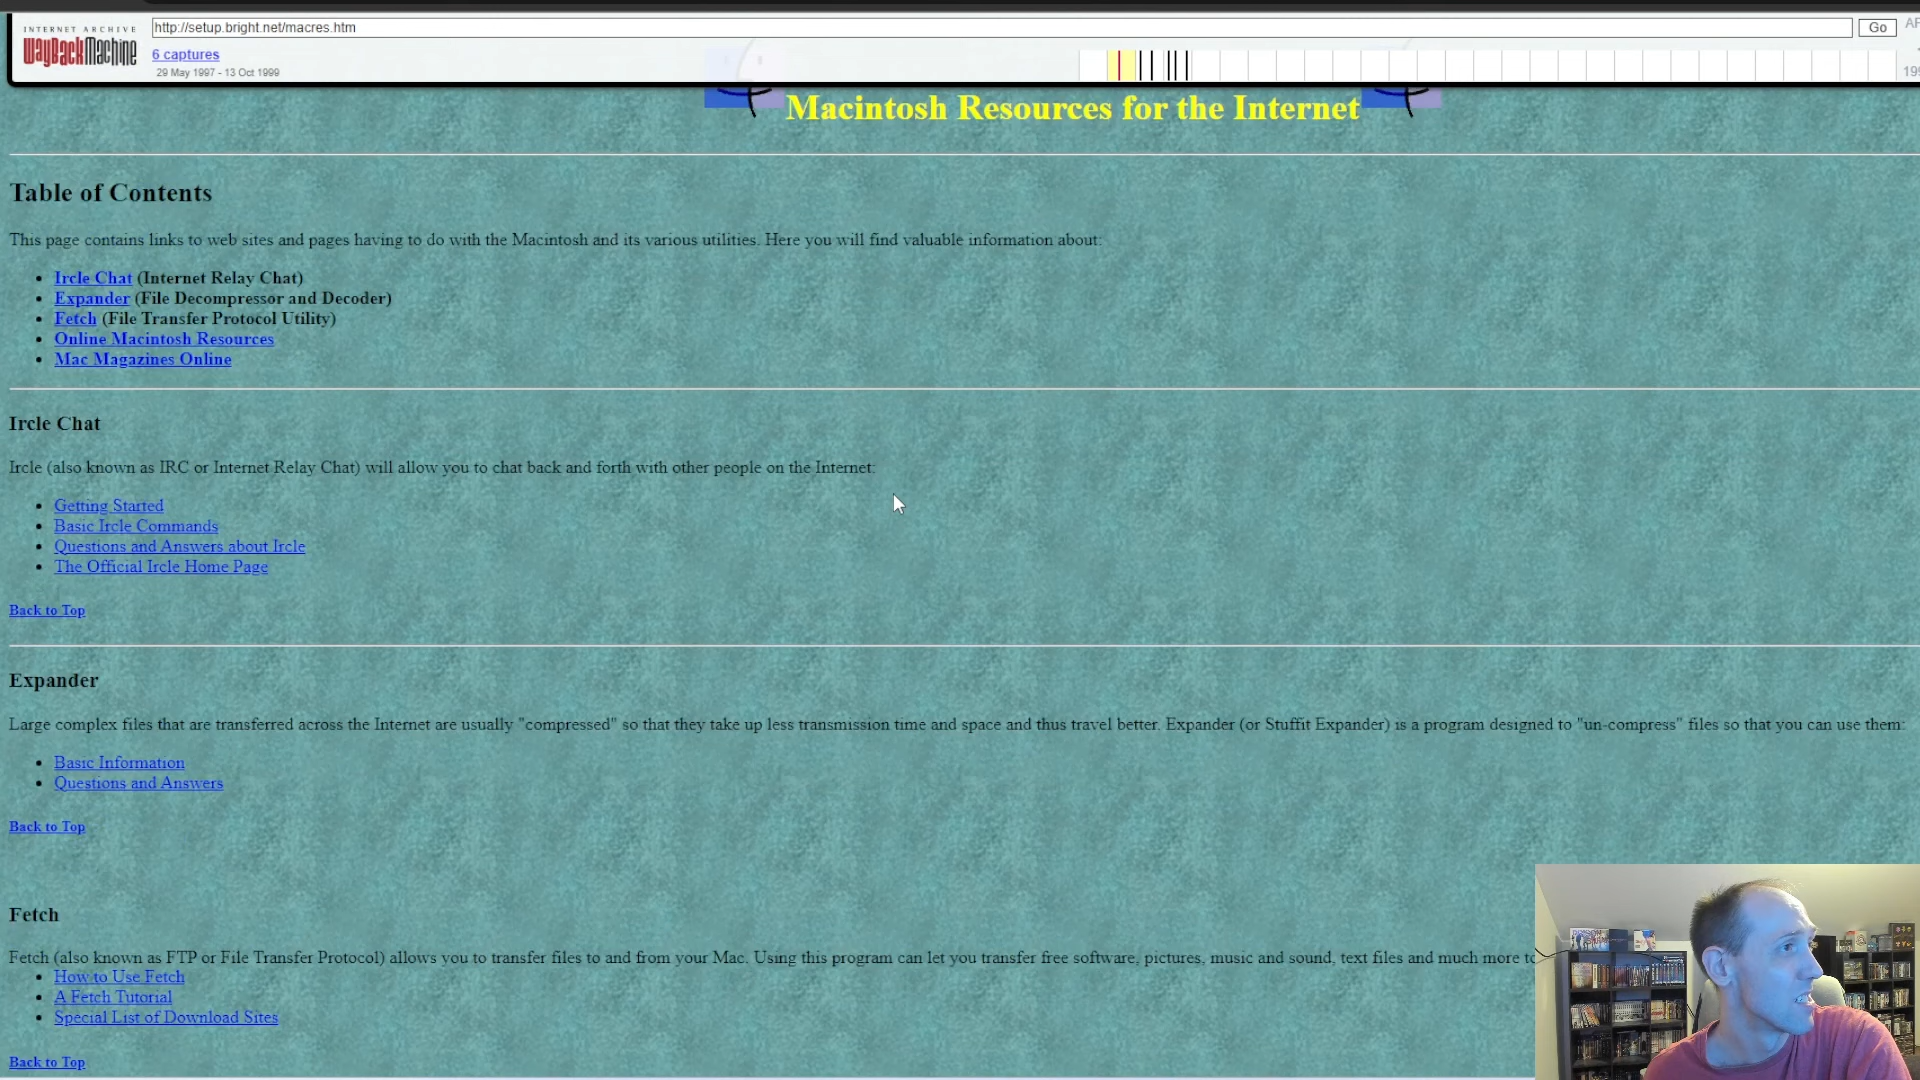 INTERNET ARCHIVE
WayBackMachine
http://setup.bright.net/macres.htm
Go
6 captures
29 May 1997 - 13 Oct 1999
Macintosh Resources for the Internet
Table of Contents
This page contains links to web sites and pages having to do with the Macintosh and its various utilities. Here you will find valuable information about:
Ircle Chat (Internet Relay Chat)
Expander (File Decompressor and Decoder)
Fetch (File Transfer Protocol Utility)
Online Macintosh Resources
Mac Magazines Online
Ircle Chat
Ircle (also known as IRC or Internet Relay Chat) will allow you to chat back and forth with other people on the Internet:
Getting Started
Basic Ircle Commands
Questions and Answers about Ircle
The Official Ircle Home Page
Back to Top
Expander
Large complex files that are transferred across the Internet are usually "compressed" so that they take up less transmission time and space and thus travel better. Expander (or Stuffit Expander) is a program designed to "un-compress" files so that you can use them:
Basic Information
Questions and Answers
Back to Top
Fetch
Fetch (also known as FTP or File Transfer Protocol) allows you to transfer files to and from your Mac. Using this program can let you transfer free software, pictures, music and sound, text files and much more to
How to Use Fetch
A Fetch Tutorial
Special List of Download Sites
Back to Top